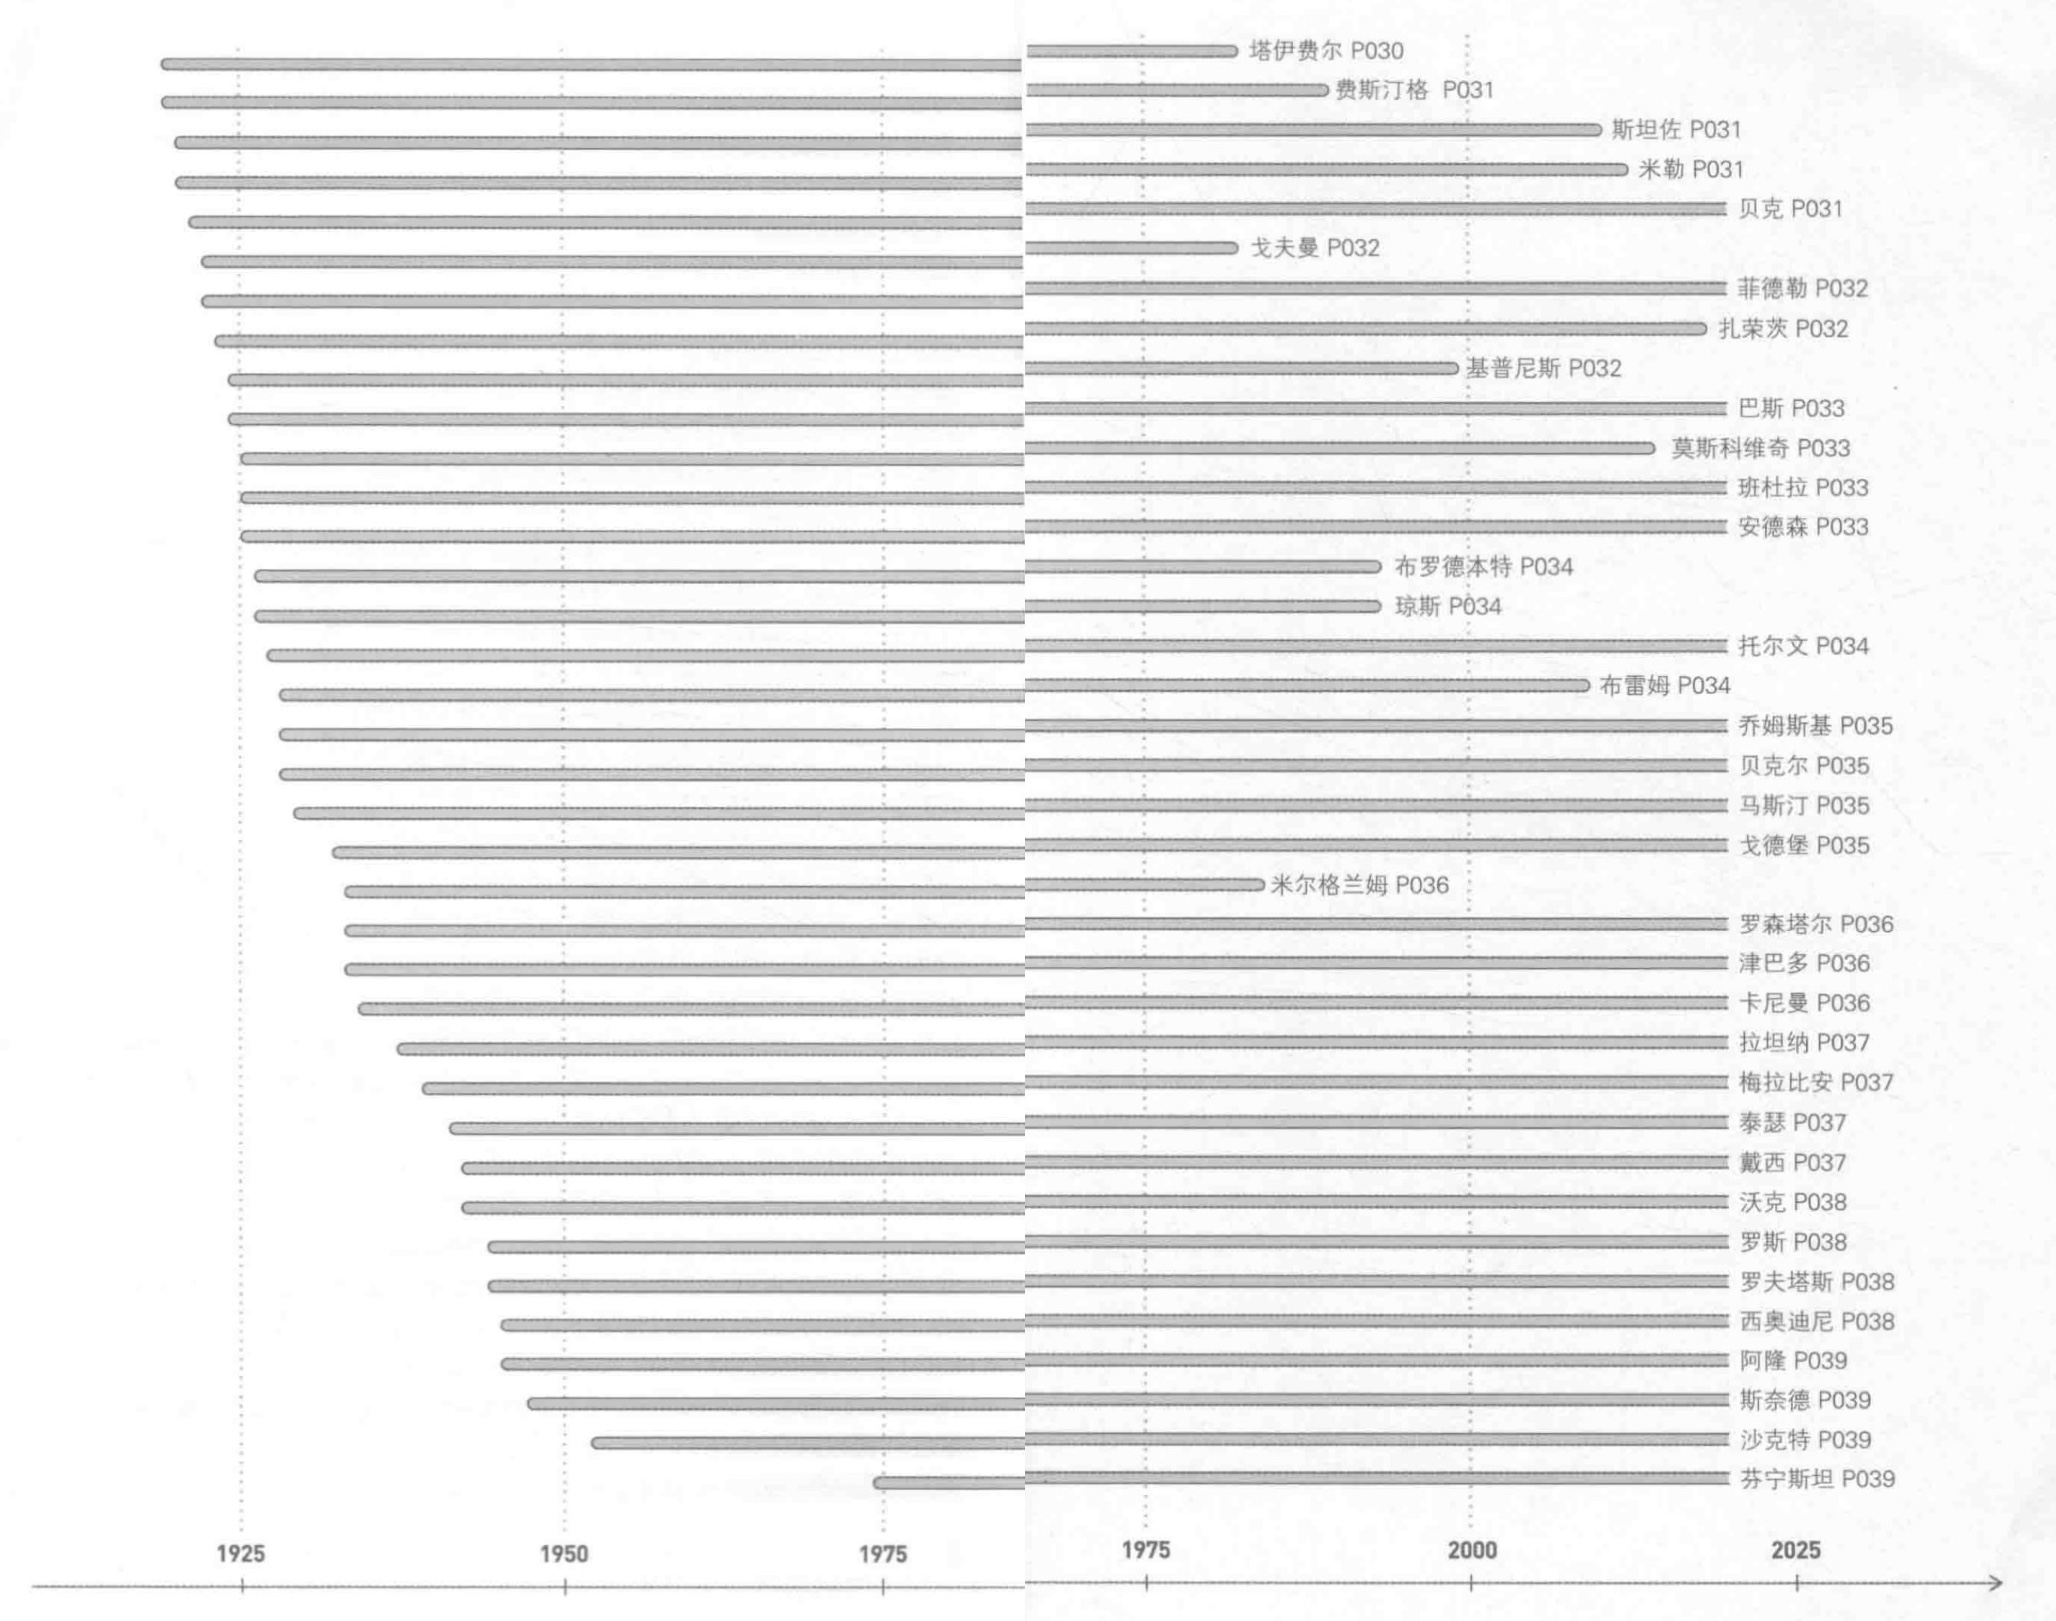 塔伊费尔 P030
费斯汀格 P031
斯坦佐 P031
米勒 P031
贝克 P031
戈夫曼 P032
菲德勒 P032
扎荣茨 P032
基普尼斯 P032
巴斯 P033
莫斯科维奇 P033
班杜拉 P033
安德森 P033
布罗德本特 P034
琼斯 P034
托尔文 P034
布雷姆 P034
乔姆斯基 P035
贝克尔 P035
马斯汀 P035
戈德堡 P035
米尔格兰姆 P036
罗森塔尔 P036
津巴多 P036
卡尼曼 P036
拉坦纳 P037
梅拉比安 P037
泰瑟 P037
戴西 P037
沃克 P038
罗斯 P038
罗夫塔斯 P038
西奥迪尼 P038
阿隆 P039
斯奈德 P039
沙克特 P039
芬宁斯坦 P039
1925 1950 1975 1975 2000 2025